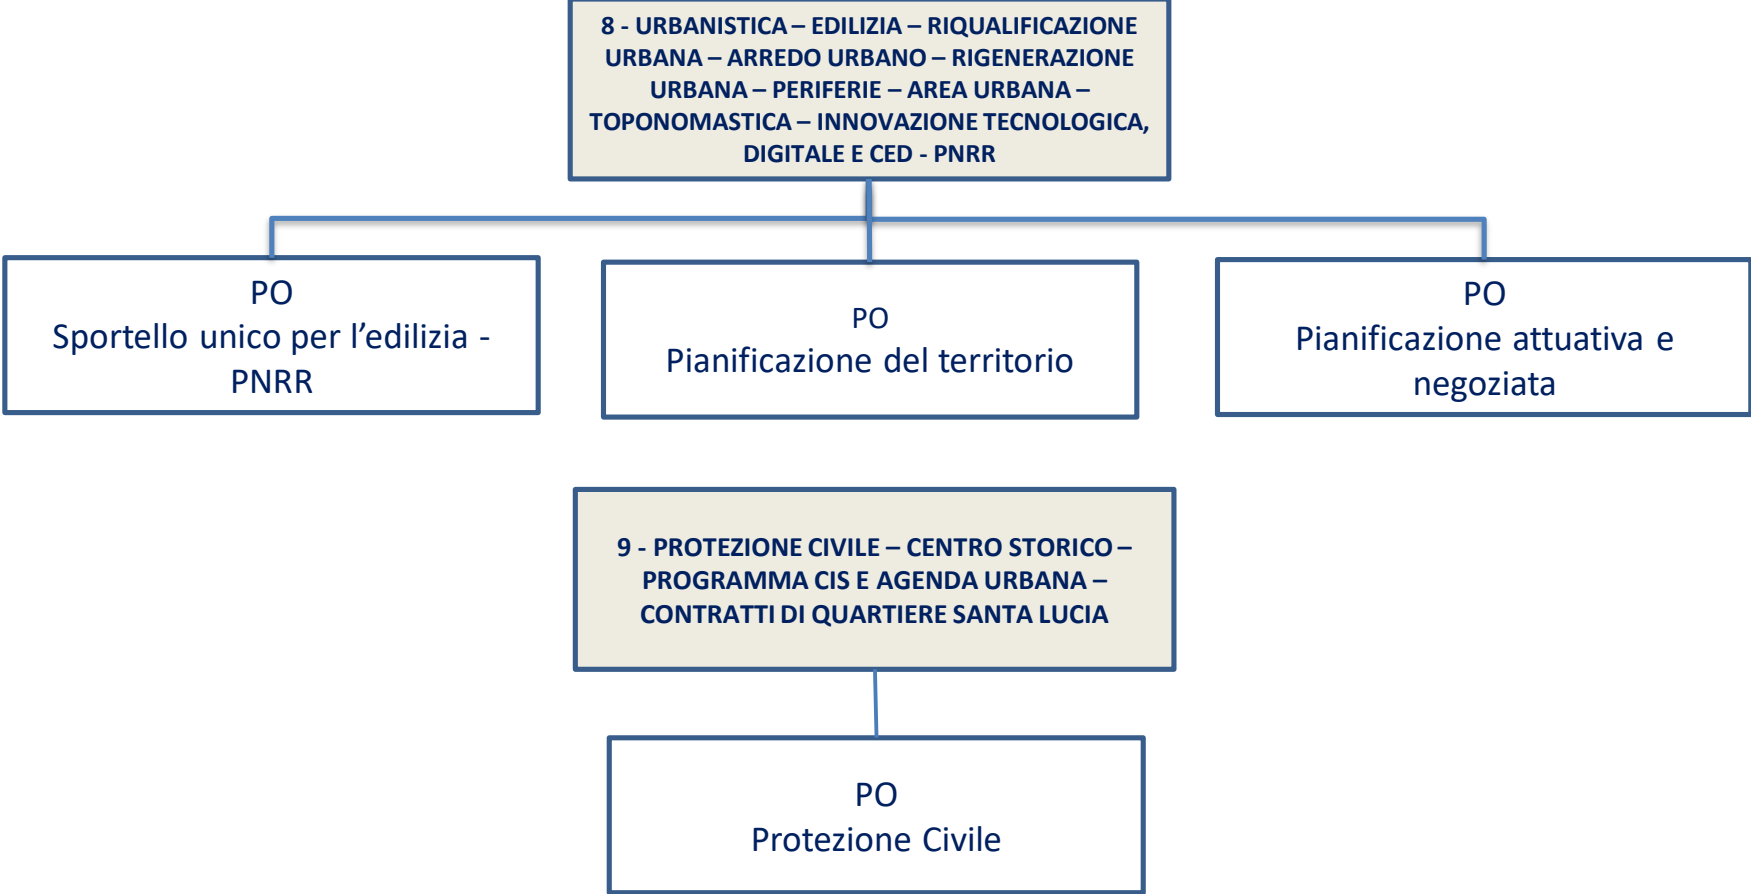 8 - URBANISTICA – EDILIZIA – RIQUALIFICAZIONE
URBANA – ARREDO URBANO – RIGENERAZIONE
URBANA – PERIFERIE – AREA URBANA –
TOPONOMASTICA – INNOVAZIONE TECNOLOGICA,
DIGITALE E CED - PNRR
PO
Sportello unico per l’edilizia -
PNRR
PO
Pianificazione del territorio
PO
Pianificazione attuativa e
negoziata
9 - PROTEZIONE CIVILE – CENTRO STORICO –
PROGRAMMA CIS E AGENDA URBANA –
CONTRATTI DI QUARTIERE SANTA LUCIA
PO
Protezione Civile